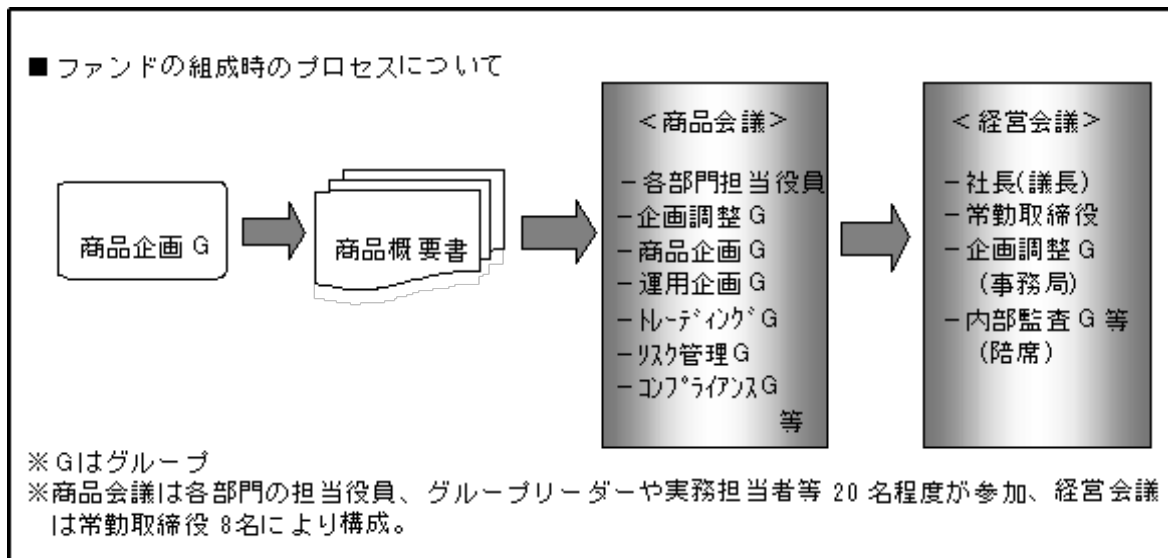 ■ファンドの組成時のプロセスについて
商品企画G
商品概要書
＜商品会議＞
－各部門担当役員
－企画調整G
－商品企画G
－運用企画G
－ﾄﾚｰﾃﾞｨﾝｸﾞG
－ﾘｽｸ管理G
－ｺﾝﾌﾟﾗｲｱﾝｽG
等
＜経営会議＞
－社長(議長)
－常勤取締役
－企画調整G
(事務局)
－内部監査G等
(陪席)
※Gはグループ
※商品会議は各部門の担当役員、グループリーダーや実務担当者等20名程度が参加、経営会議
は常勤取締役8名により構成。